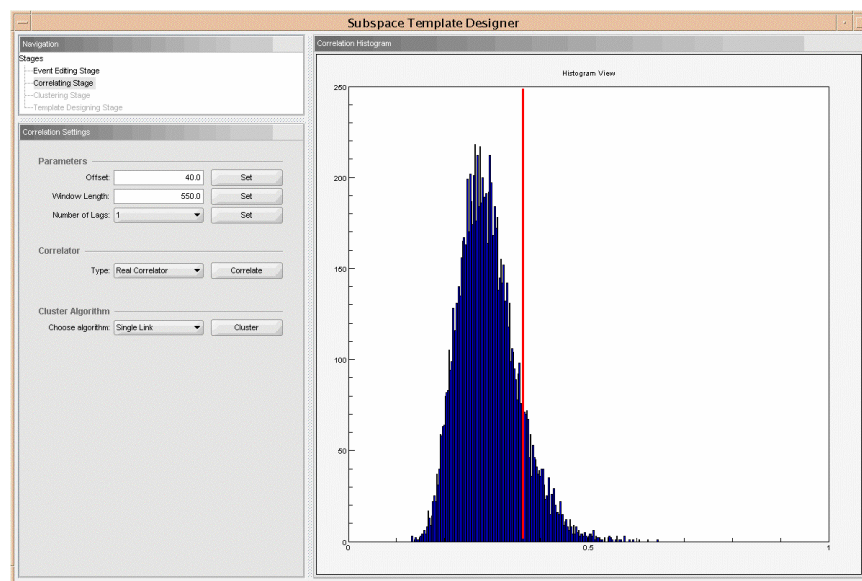 Subspace Template Designer
Navigation
Stages
Event Editing Stage
Correlating Stage
Clustering Stage
Template Designing Stage
Correlation Settings
Parameters
Offset: 40.0 Set
Window Length: 550.0 Set
Number of Lags: 1 Set
Correlator
Type: Real Correlator Correlate
Cluster Algorithm
Choose algorithm: Single Link Cluster
Correlation Histogram
Histogram View
250
200
150
100
50
0
0 0.5 1